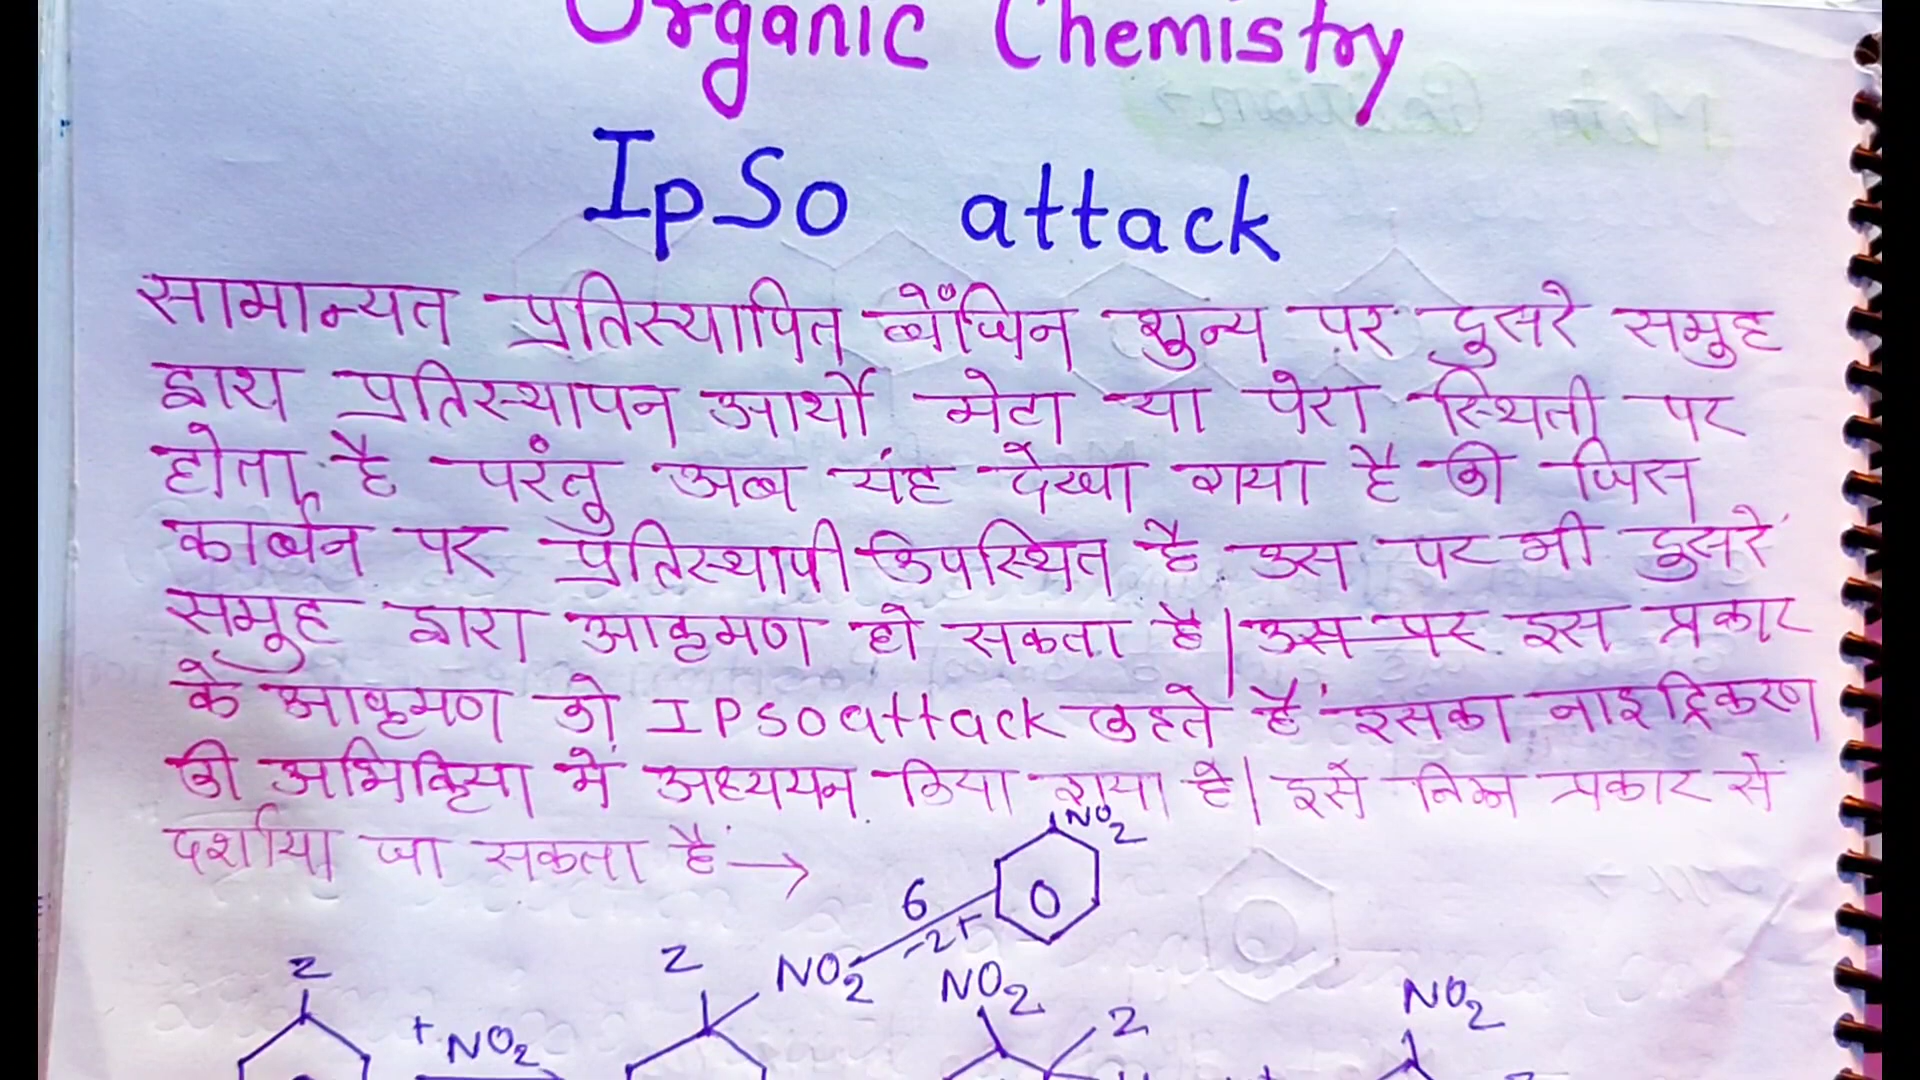 Organic Chemistry
IpSo attack
सामान्यत प्रतिस्थापित बेंजिन शुन्य पर दुसरे समुह
द्वारा प्रतिस्थापन आर्थो मेटा या पेरा स्थिती पर
होता है परंतु अब यंह देखा गया है की जिस
कार्बन पर प्रतिस्थापी उपस्थित है उस पर भी दुसरे
समुह द्वारा आक्रमण हो सकता है| उस पर इस प्रकार
के आक्रमण को IPSO attack कहते हैं इसका नाइट्रिकरण
की अभिक्रिया में अध्ययन किया गया है| इसे निम्न प्रकार से
दर्शाया जा सकता है →
NO2
6
-Z+
Z
Z NO2
NO2
Z
NO2
+NO2